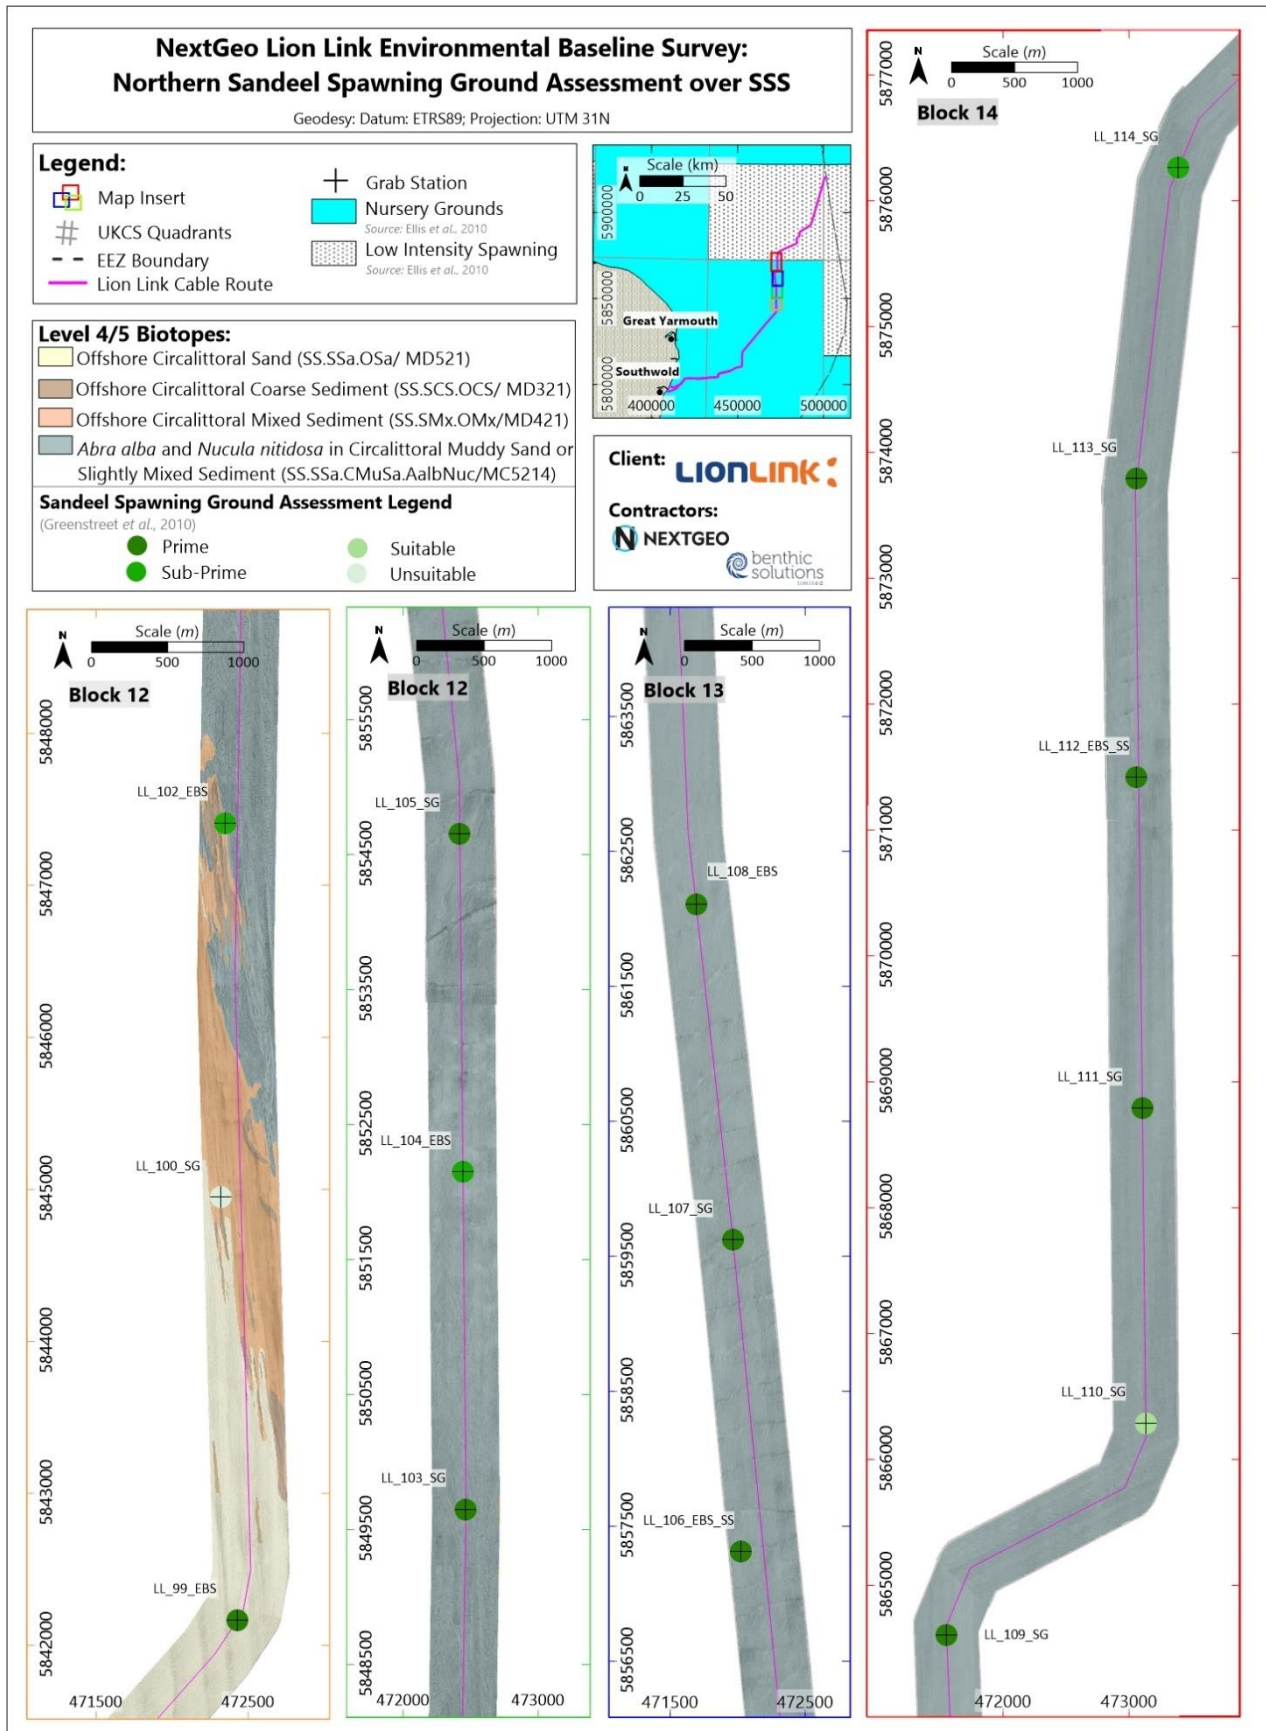 NextGeo Lion Link Environmental Baseline Survey:
Northern Sandeel Spawning Ground Assessment over SSS
Geodesy: Datum: ETRS89; Projection: UTM 31N
Legend:
Map Insert
UKCS Quadrants
EEZ Boundary
Lion Link Cable Route
Grab Station
Nursery Grounds
Source: Ellis et al., 2010
Low Intensity Spawning
Source: Ellis et al., 2010
Level 4/5 Biotopes:
Offshore Circalittoral Sand (SS.SSa.OSa/ MD521)
Offshore Circalittoral Coarse Sediment (SS.SCS.OCS/ MD321)
Offshore Circalittoral Mixed Sediment (SS.SMx.OMx/MD421)
Abra alba and Nucula nitidosa in Circalittoral Muddy Sand or
Slightly Mixed Sediment (SS.SSa.CMuSa.AalbNuc/MC5214)
Sandeel Spawning Ground Assessment Legend
(Greenstreet et al., 2010)
Prime
Sub-Prime
Suitable
Unsuitable
N
Scale (km)
0 25 50
5900000
5850000
5800000
Great Yarmouth
Southwold
400000 450000 500000
Client:
LIONLINK
Contractors:
N NEXTGEO
benthic
solutions
limited
N
Scale (m)
0 500 1000
Block 12
5848000
LL_102_EBS
5847000
5846000
LL_100_SG
5845000
5844000
5843000
LL_99_EBS
5842000
471500 472500
N
Scale (m)
0 500 1000
Block 12
5855500
LL_105_SG
5854500
5853500
5852500
LL_104_EBS
5851500
5850500
LL_103_SG
5849500
5848500
472000 473000
N
Scale (m)
0 500 1000
Block 13
5863500
5862500
LL_108_EBS
5861500
5860500
LL_107_SG
5859500
5858500
LL_106_EBS_SS
5857500
5856500
471500 472500
N
Scale (m)
0 500 1000
Block 14
5877000
LL_114_SG
5876000
5875000
5874000
LL_113_SG
5873000
5872000
LL_112_EBS_SS
5871000
5870000
5869000
LL_111_SG
5868000
5867000
LL_110_SG
5866000
5865000
LL_109_SG
472000 473000